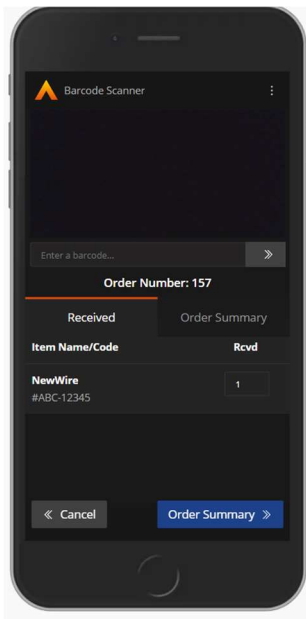 Barcode Scanner
Enter a barcode...
Order Number: 157
Received Order Summary
Item Name/Code Rcvd
NewWire 1
#ABC-12345
Cancel Order Summary